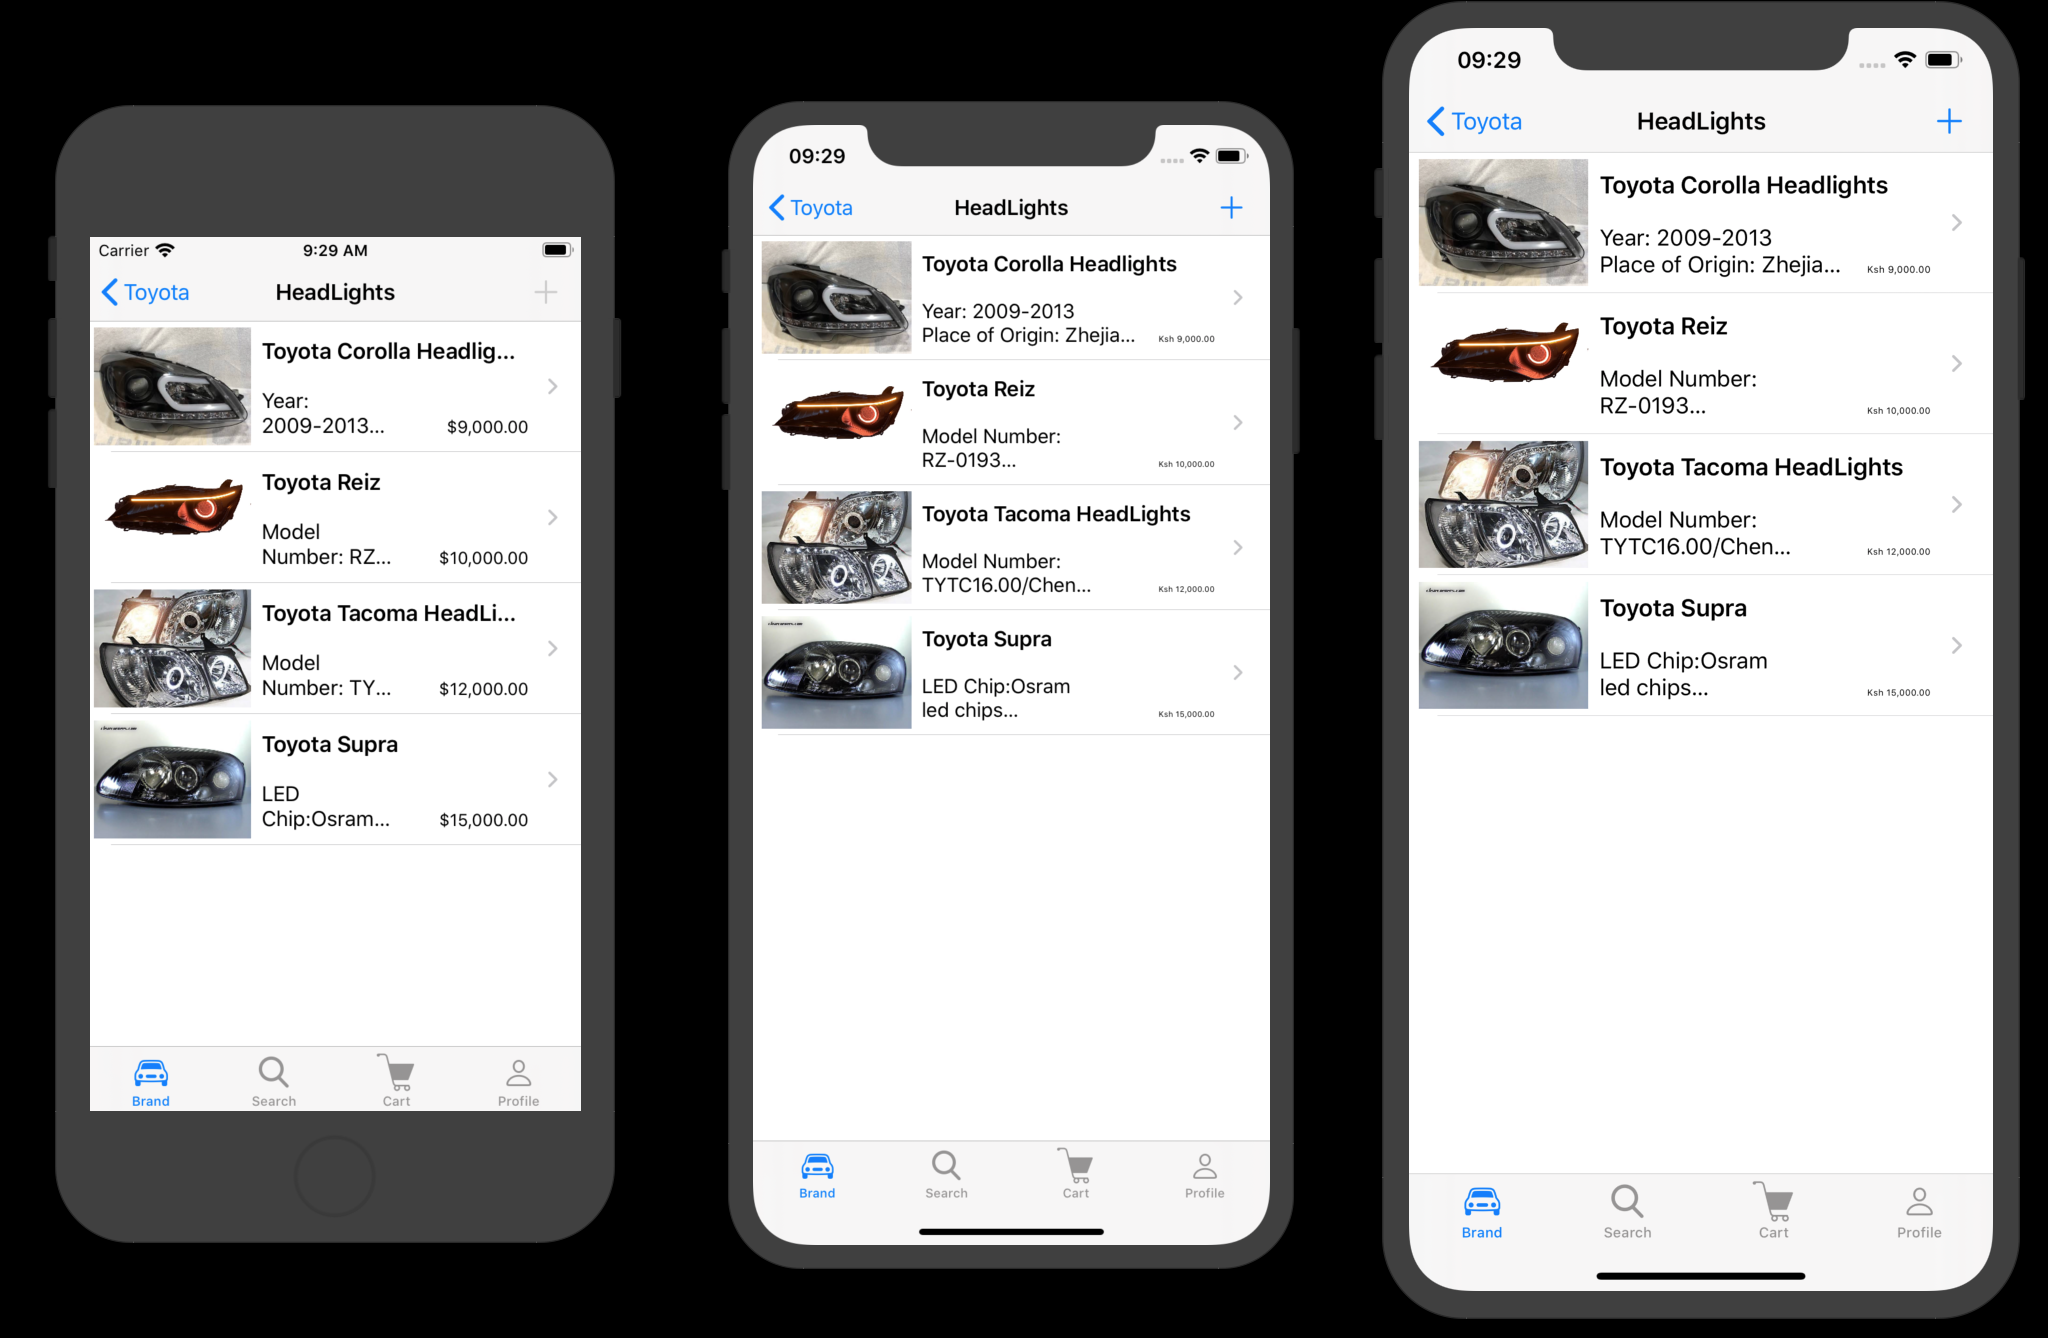 Carrier 9:29 AM
Toyota HeadLights +
Toyota Corolla Headlig...
Year:
2009-2013... $9,000.00
Toyota Reiz
Model
Number: RZ... $10,000.00
Toyota Tacoma HeadLi...
Model
Number: TY... $12,000.00
Toyota Supra
LED
Chip:Osram... $15,000.00
Brand Search Cart Profile
09:29
Toyota HeadLights +
Toyota Corolla Headlights
Year: 2009-2013
Place of Origin: Zhejia... Ksh 9,000.00
Toyota Reiz
Model Number:
RZ-0193... Ksh 10,000.00
Toyota Tacoma HeadLights
Model Number:
TYTC16.00/Chen... Ksh 12,000.00
Toyota Supra
LED Chip:Osram
led chips... Ksh 15,000.00
Brand Search Cart Profile
09:29
Toyota HeadLights +
Toyota Corolla Headlights
Year: 2009-2013
Place of Origin: Zhejia... Ksh 9,000.00
Toyota Reiz
Model Number:
RZ-0193... Ksh 10,000.00
Toyota Tacoma HeadLights
Model Number:
TYTC16.00/Chen... Ksh 12,000.00
Toyota Supra
LED Chip:Osram
led chips... Ksh 15,000.00
Brand Search Cart Profile